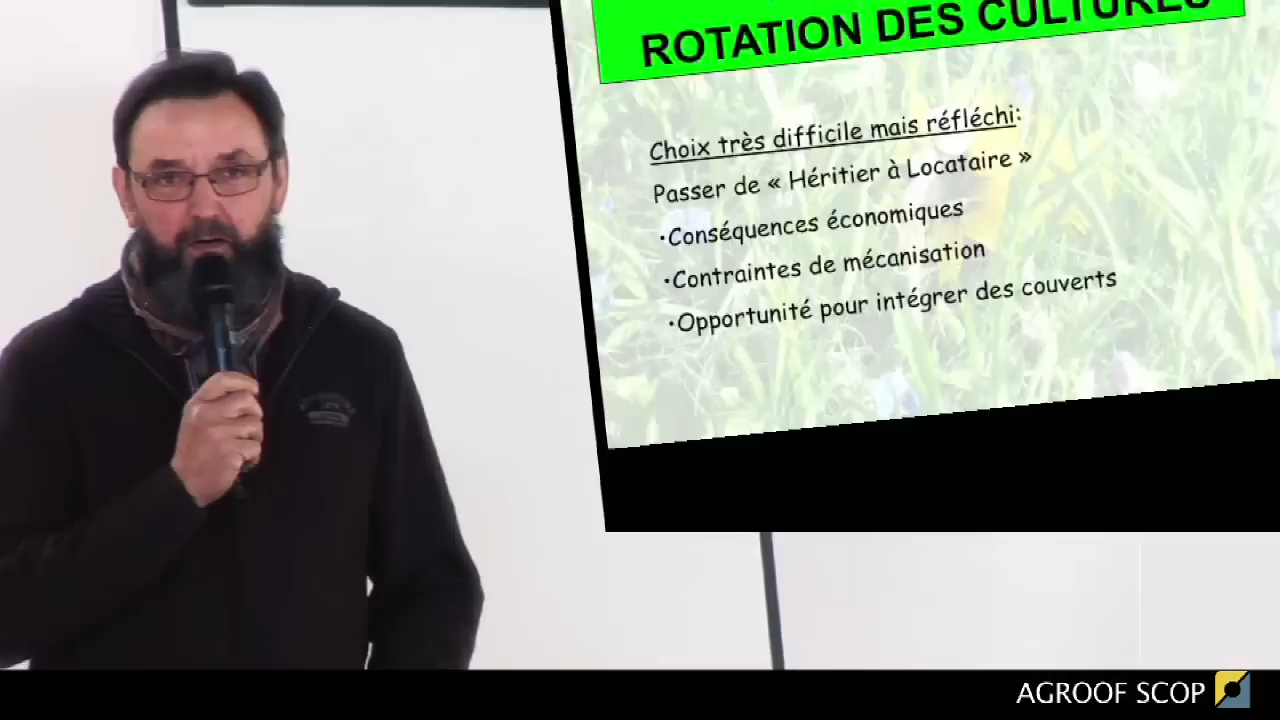 ROTATION DES CULTURES
Choix très difficile mais réfléchi:
Passer de « Héritier à Locataire »
•Conséquences économiques
•Contraintes de mécanisation
•Opportunité pour intégrer des couverts
AGROOF SCOP